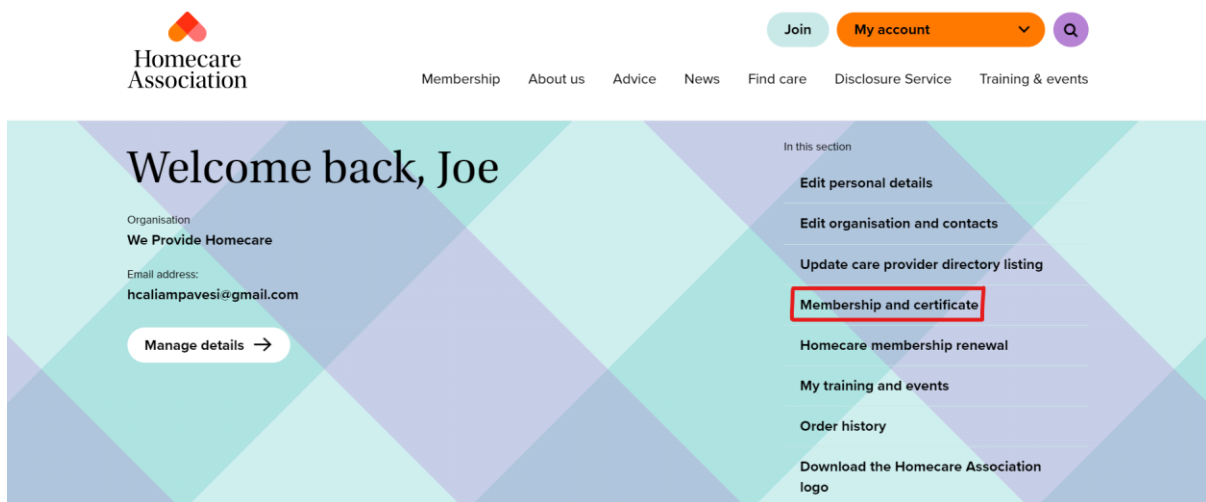 Homecare
Association
Join
My account
Membership
About us
Advice
News
Find care
Disclosure Service
Training & events
Welcome back, Joe
Organisation
We Provide Homecare
Email address:
hcaliampavesi@gmail.com
Manage details
In this section
Edit personal details
Edit organisation and contacts
Update care provider directory listing
Membership and certificate
Homecare membership renewal
My training and events
Order history
Download the Homecare Association
logo